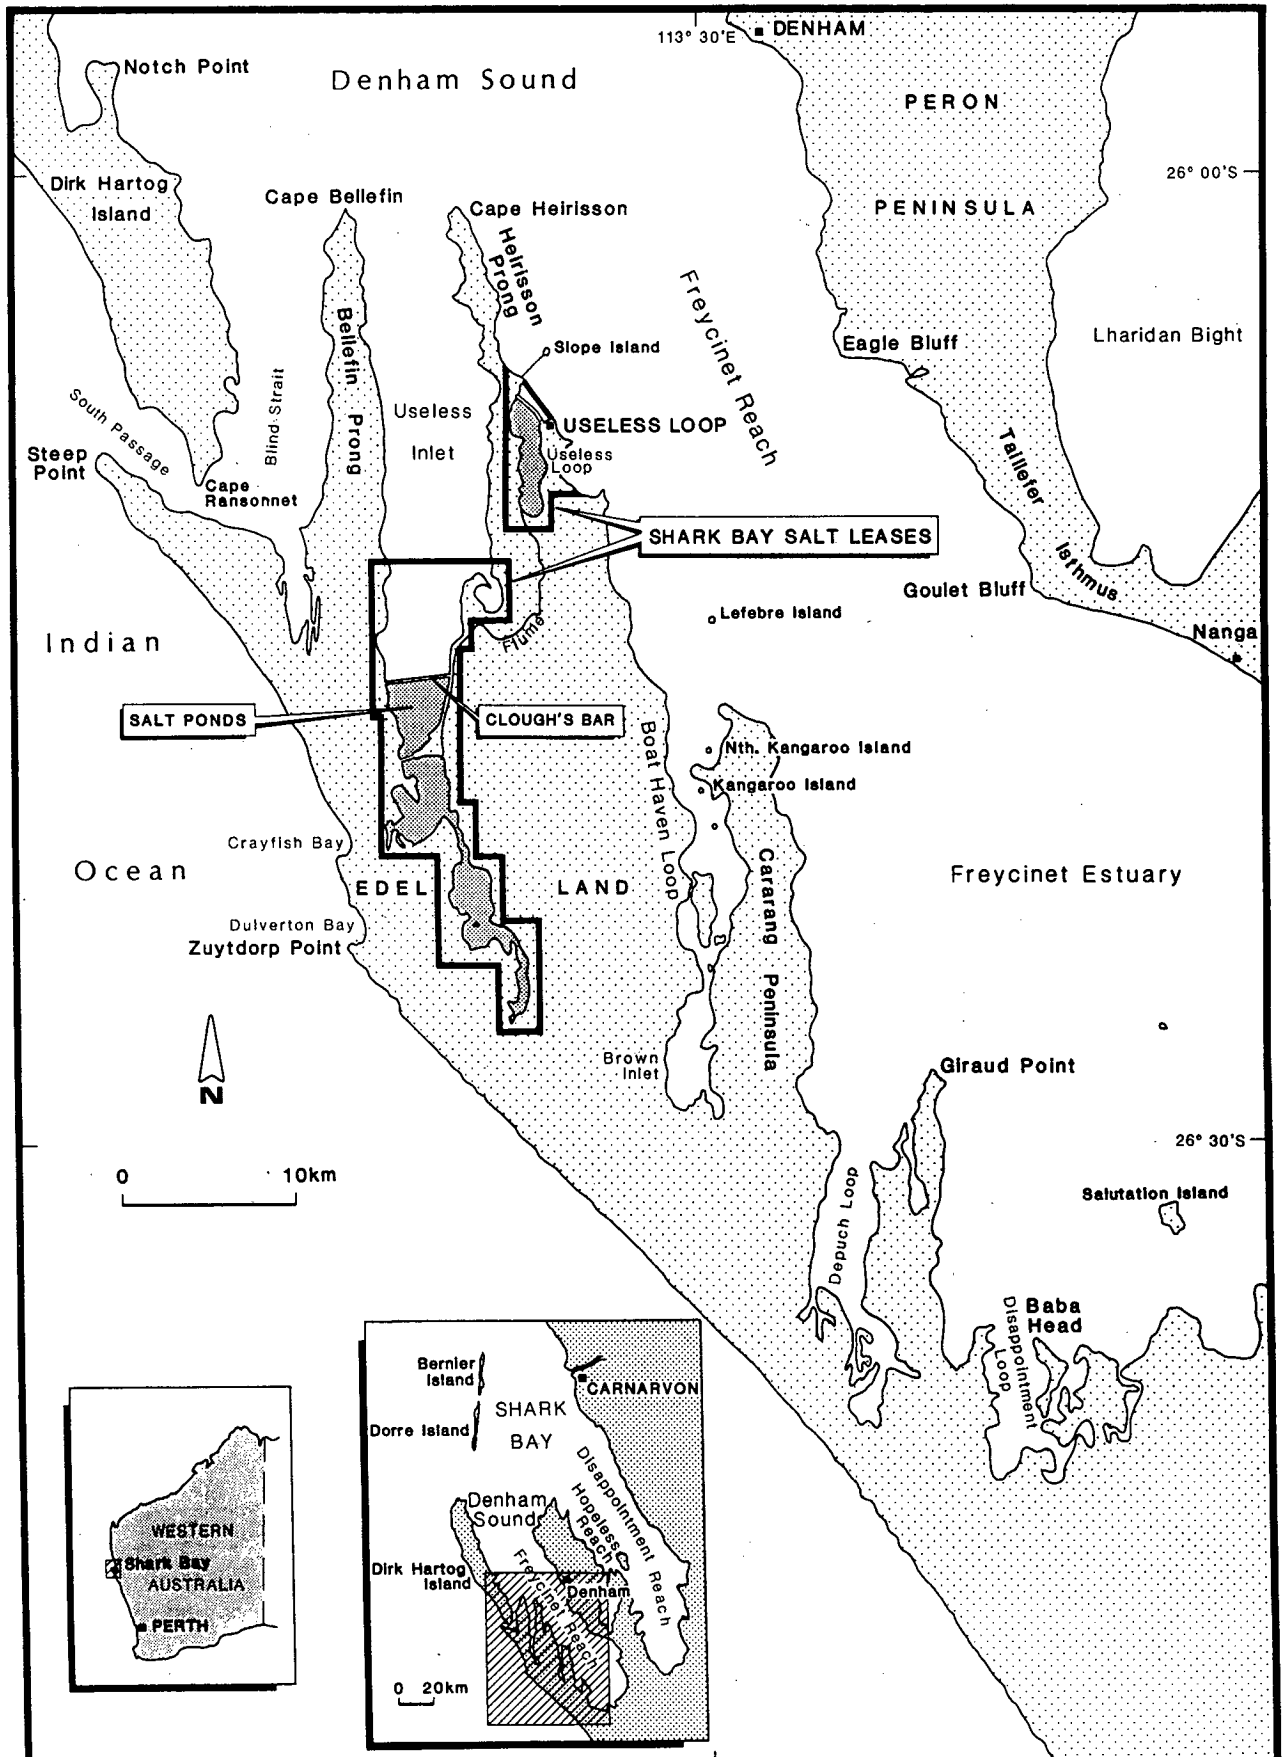 113° 30'E
DENHAM
Notch Point
Denham Sound
PERON
PENINSULA
26° 00'S
Dirk Hartog
Island
Cape Bellefin
Cape Heirisson
Heirisson
Prong
Freycinet Reach
Bellefin Prong
Slope Island
Eagle Bluff
Lharidan Bight
South Passage
Blind Strait
Useless
Inlet
USELESS LOOP
Useless
Loop
Steep
Point
Cape
Ransonnet
Taillefer
Isthmus
SHARK BAY SALT LEASES
Goulet Bluff
Lefebre Island
Nanga
Indian
Flume
SALT PONDS
CLOUGH'S BAR
Boat Haven Loop
Nth. Kangaroo Island
Kangaroo Island
Crayfish Bay
Ocean
EDEL LAND
Cararang Peninsula
Freycinet Estuary
Dulverton Bay
Zuytdorp Point
N
Brown
Inlet
Giraud Point
26° 30'S
0 10km
Depuch Loop
Salutation Island
Disappointment
Loop
Baba
Head
Bernier
Island
CARNARVON
Dorre Island
SHARK
BAY
Disappointment Reach
Hopeless
Reach
Denham
Sound
Freycinet Reach
Dirk Hartog
Island
Denham
0 20km
WESTERN
Shark Bay
AUSTRALIA
PERTH